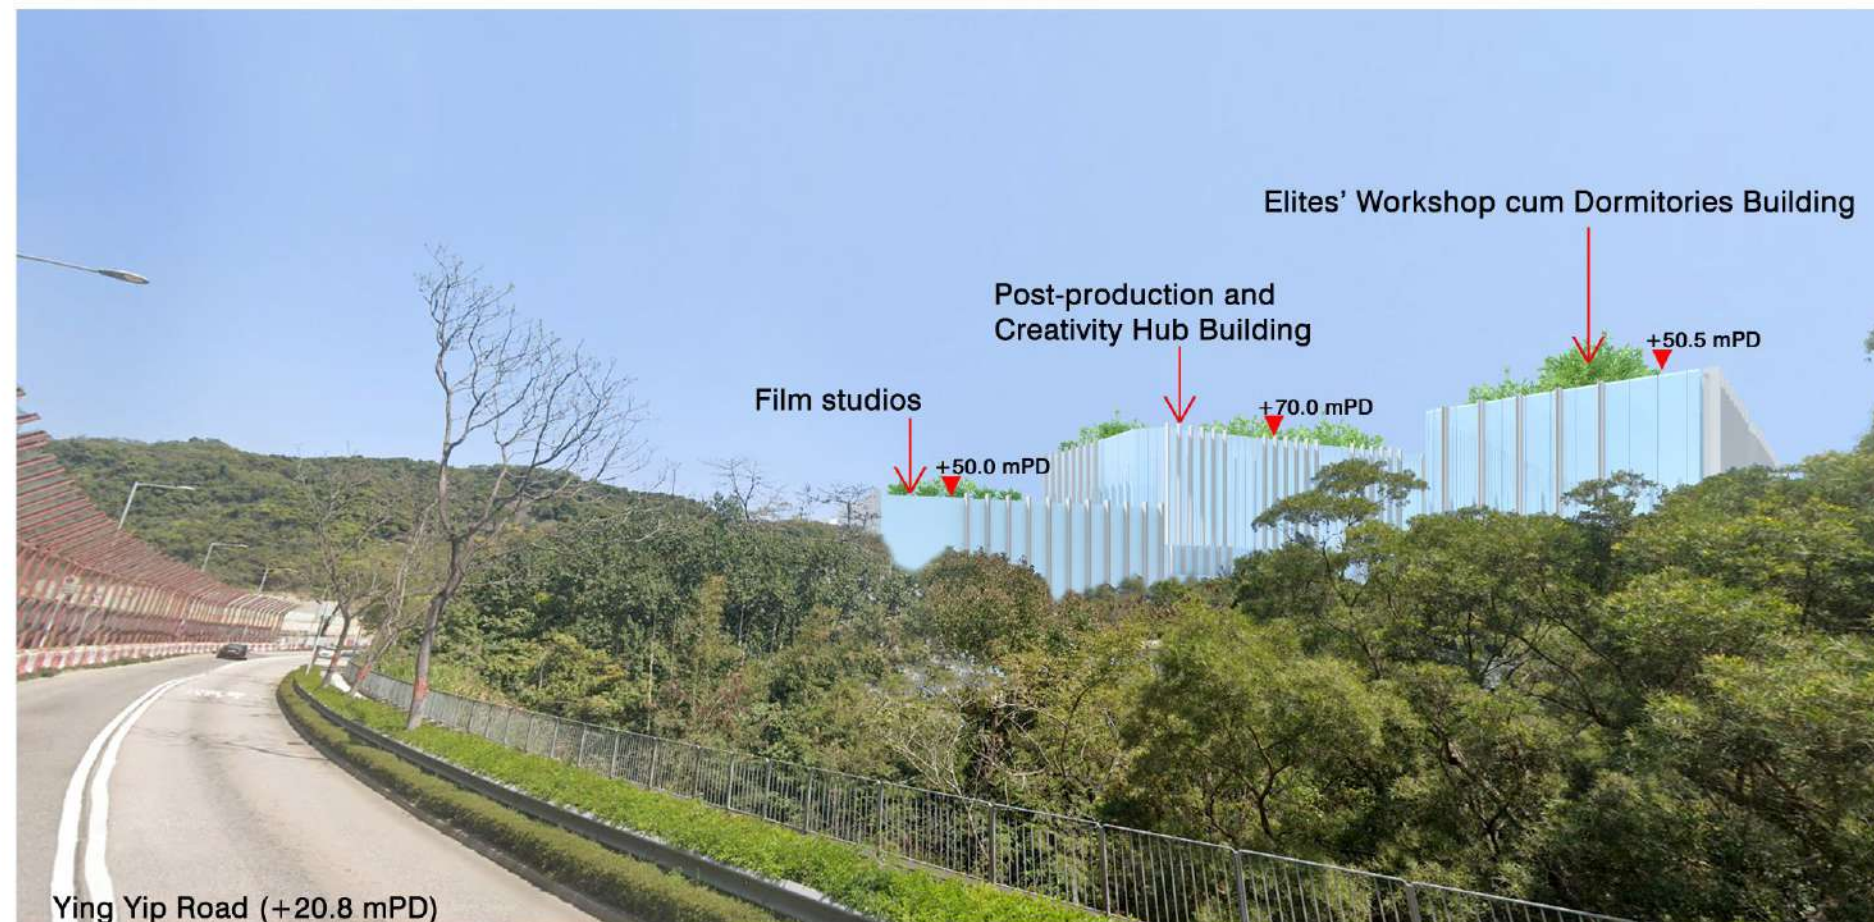 Elites' Workshop cum Dormitories Building
Post-production and
Creativity Hub Building
+50.5 mPD
Film studios
+70.0 mPD
+50.0 mPD
Ying Yip Road (+20.8 mPD)